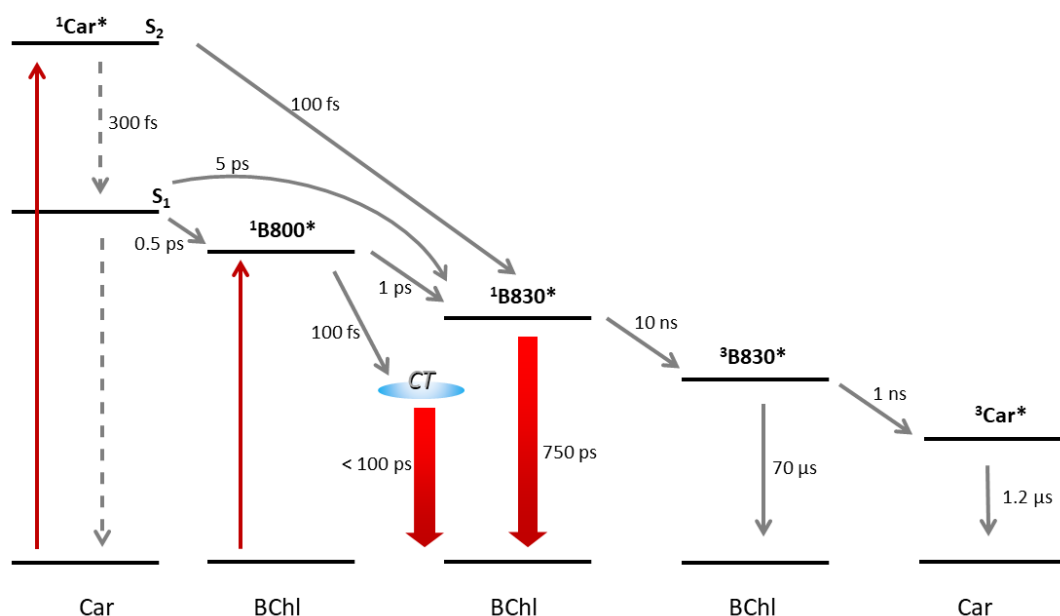 ¹Car* S₂
100 fs
300 fs
5 ps
S₁
¹B800*
0.5 ps
1 ps
¹B830*
100 fs
10 ns
³B830*
CT
1 ns
³Car*
< 100 ps
750 ps
70 µs
1.2 µs
Car BChl BChl BChl Car